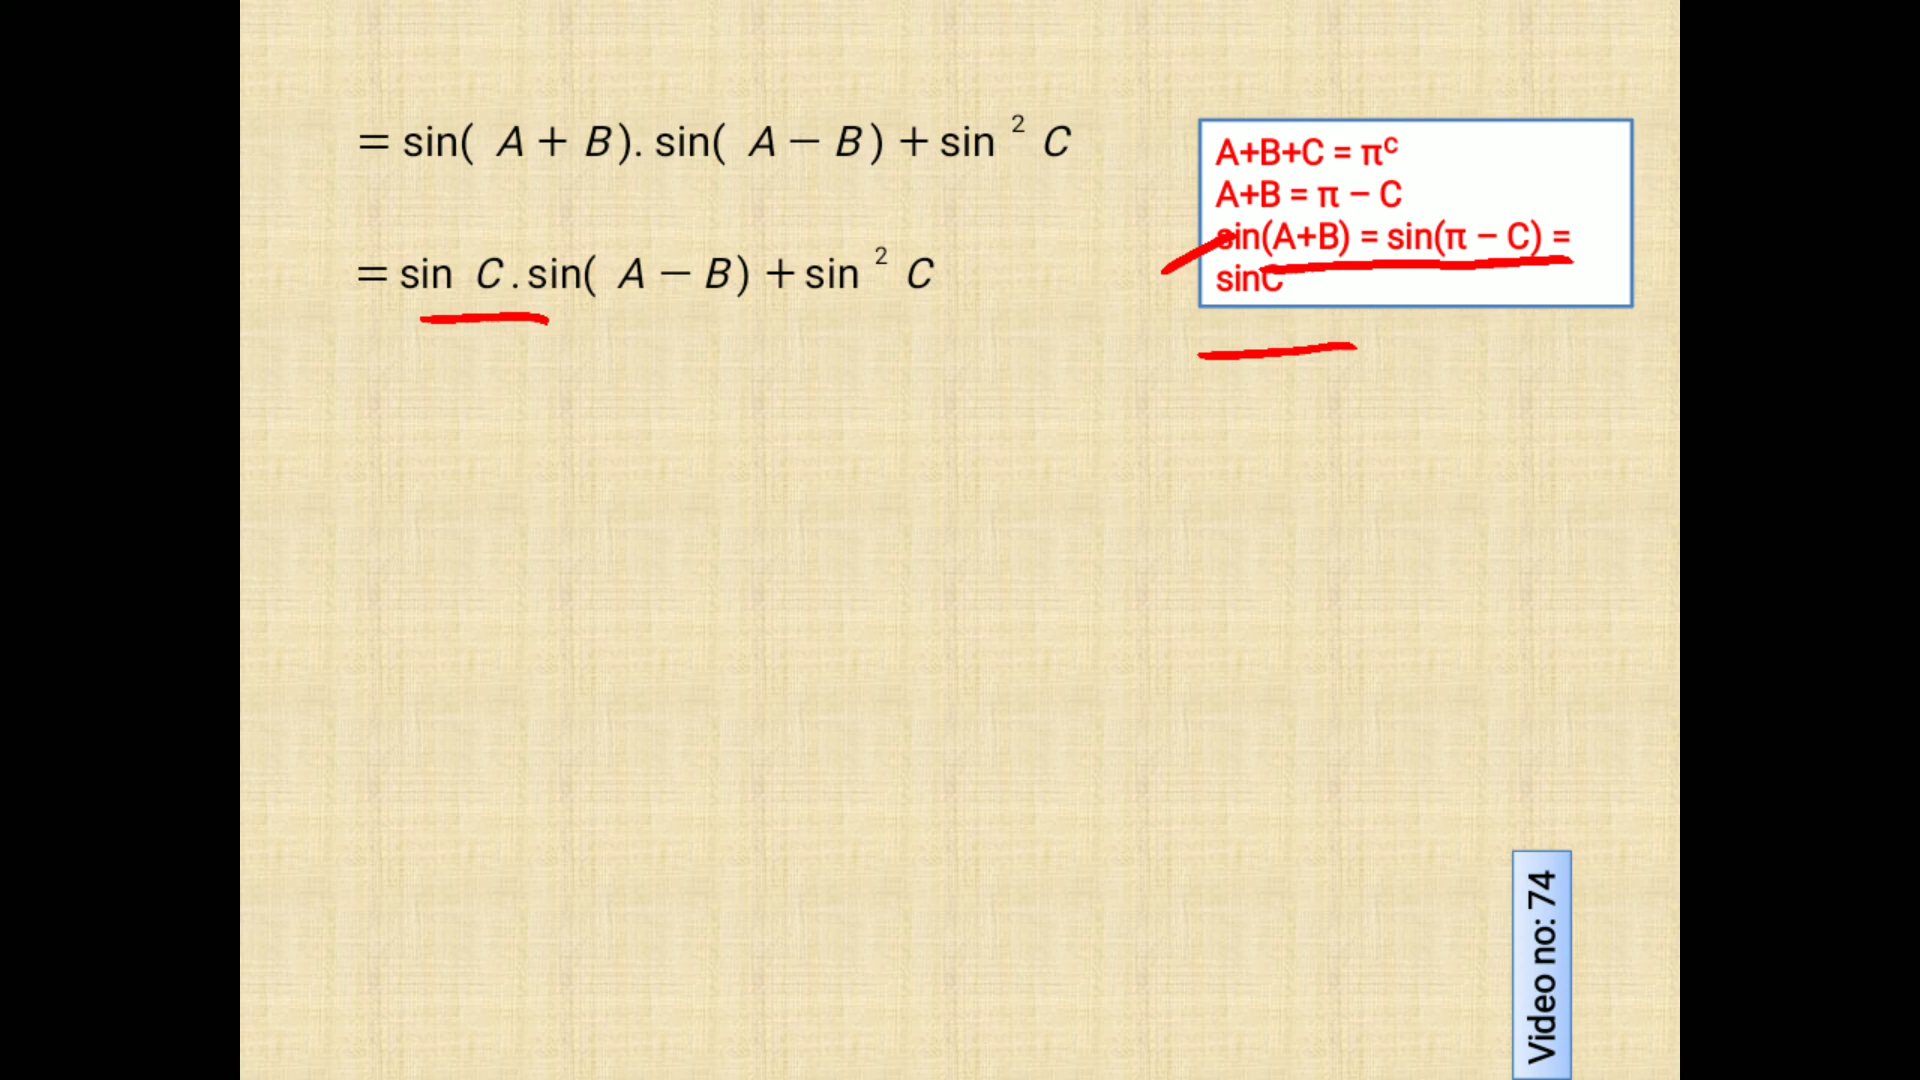 = sin( A + B). sin( A − B) + sin ² C
A+B+C = πᶜ
A+B = π − C
sin(A+B) = sin(π − C) =
sinC
= sin C . sin( A − B) + sin ² C
Video no: 74